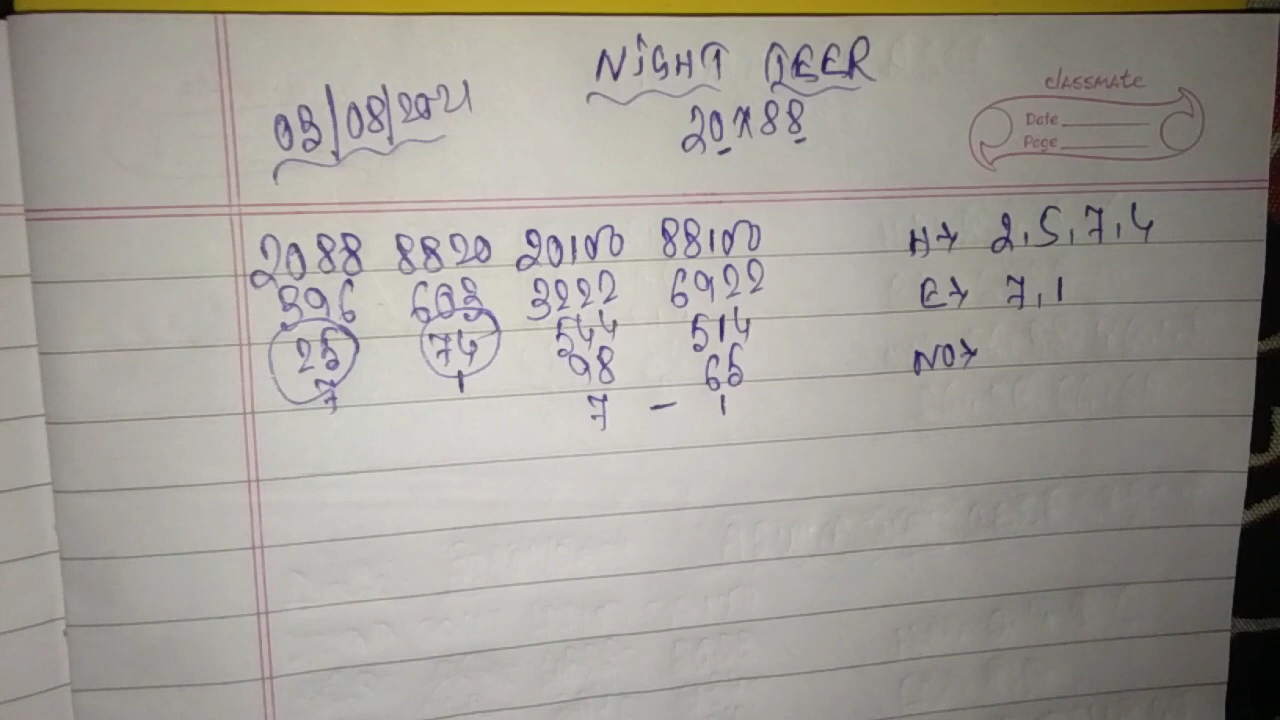 NIGHT TEER
classmate
03/08/2021
20x88
Date
Page
2088 8820 20100 88100 H→ 2,5,7,4
396 603 3222 6922 E→ 7,1
25 74 544 514
7 1 98 65 NO→
7 - 1